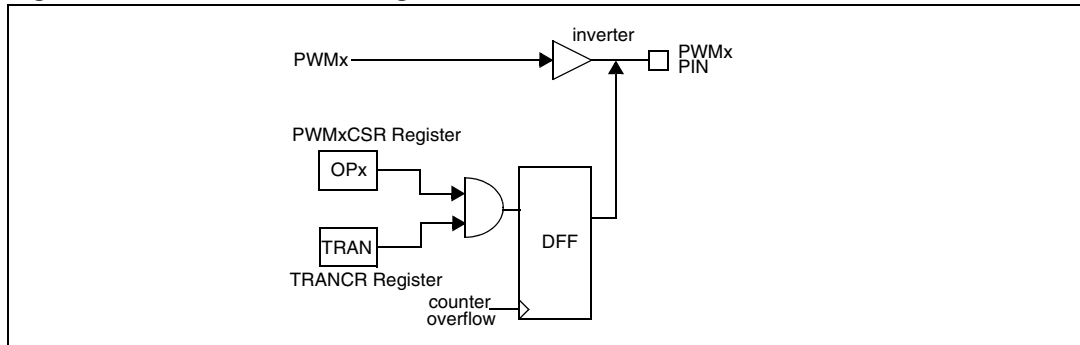 inverter
PWMx
PWMx
PIN
PWMxCSR Register
OPx
TRAN
DFF
TRANCR Register
counter
overflow